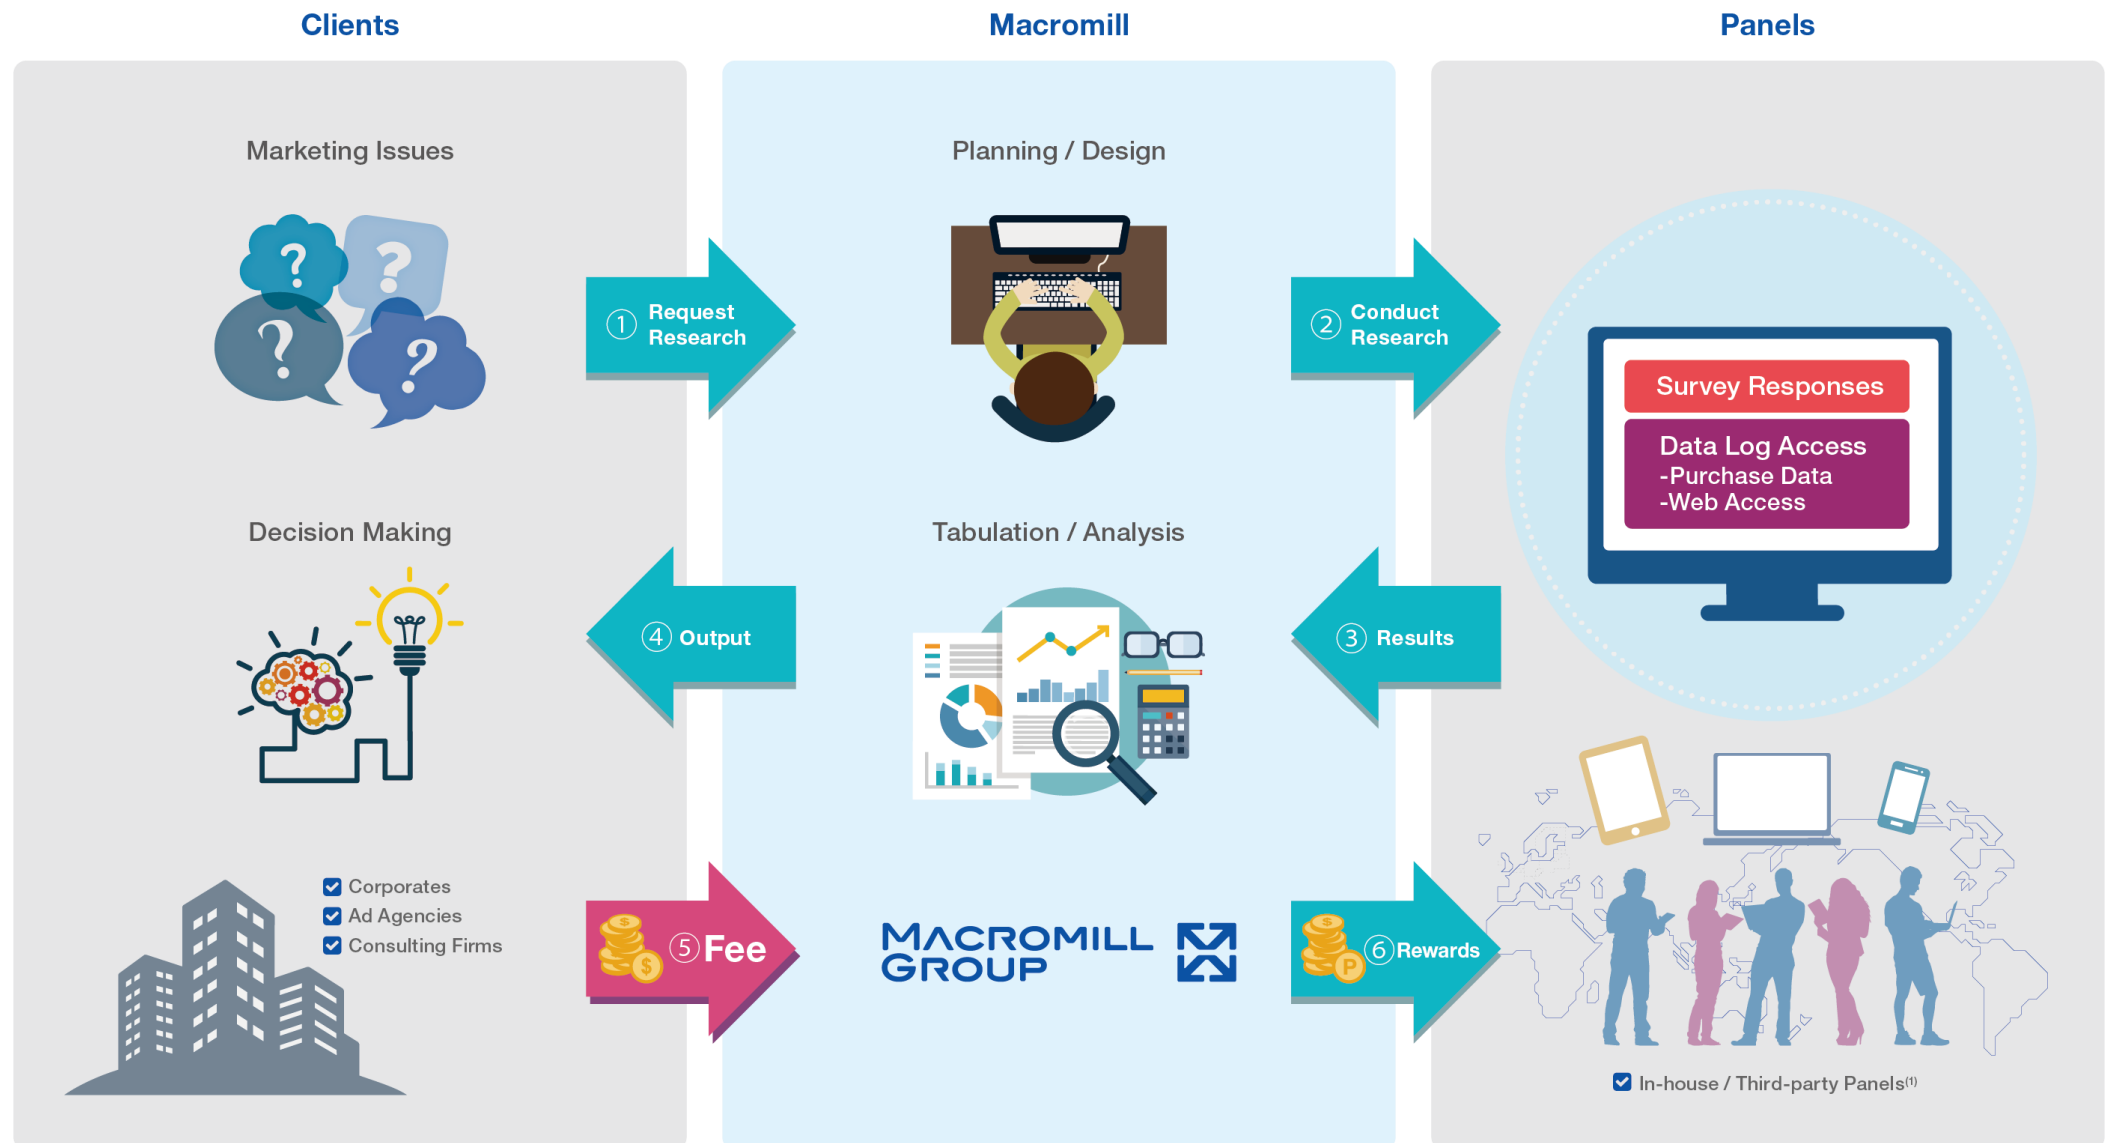 Clients
Macromill
Panels
Marketing Issues
Planning / Design
① Request
Research
② Conduct
Research
Survey Responses
Data Log Access
-Purchase Data
-Web Access
Decision Making
Tabulation / Analysis
④ Output
③ Results
Corporates
Ad Agencies
Consulting Firms
$
$
⑤ Fee
MACROMILL
GROUP
$
P
⑥ Rewards
In-house / Third-party Panels(1)